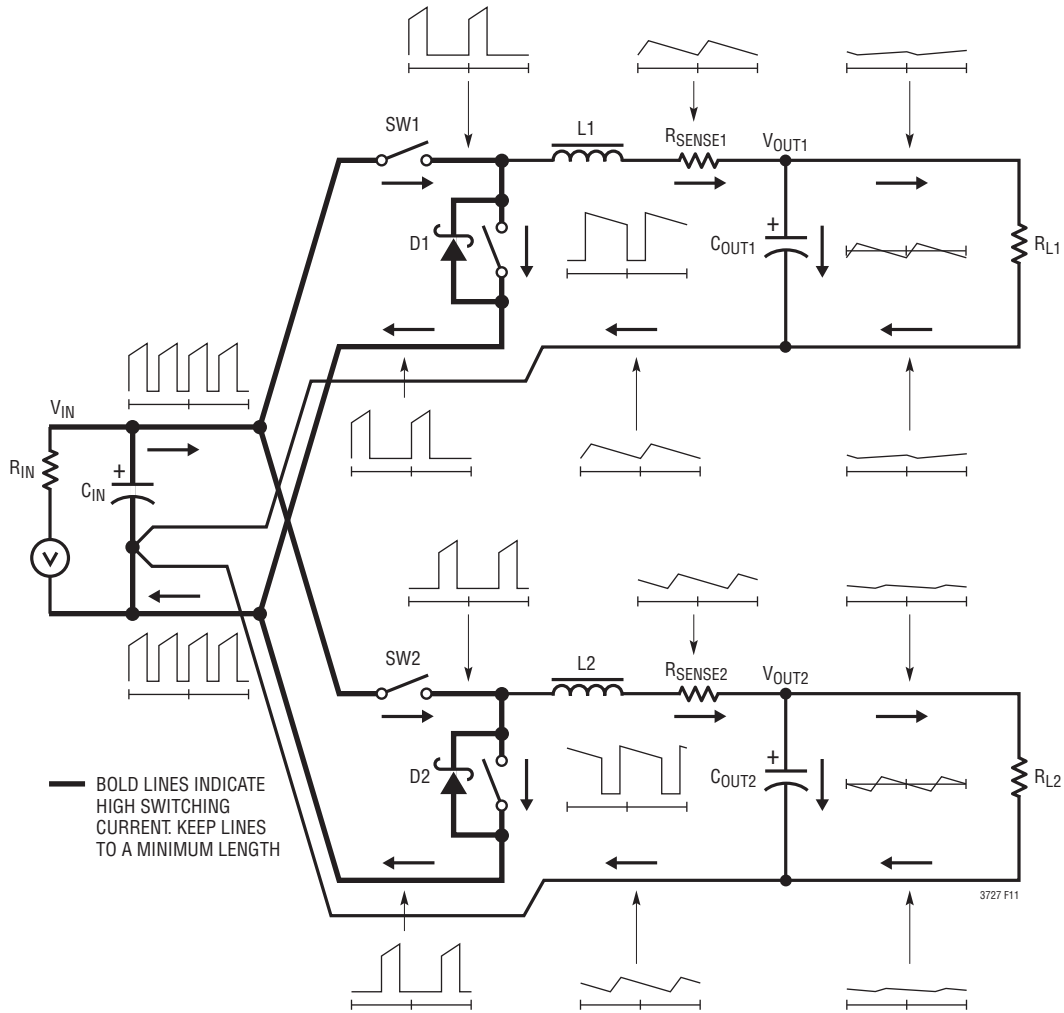 SW1
L1
RSENSE1
VOUT1
D1
COUT1
+
RL1
VIN
RIN
+
CIN
V
SW2
L2
RSENSE2
VOUT2
D2
COUT2
+
RL2
BOLD LINES INDICATE
HIGH SWITCHING
CURRENT. KEEP LINES
TO A MINIMUM LENGTH
3727 F11